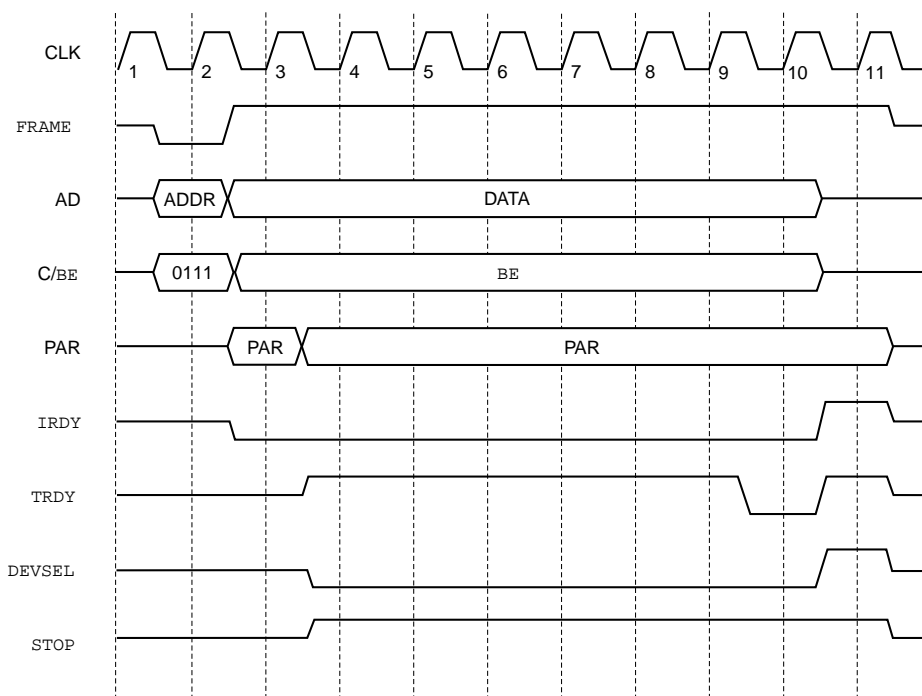 CLK
1 2 3 4 5 6 7 8 9 10 11
FRAME
AD ADDR DATA
C/BE 0111 BE
PAR PAR PAR
IRDY
TRDY
DEVSEL
STOP